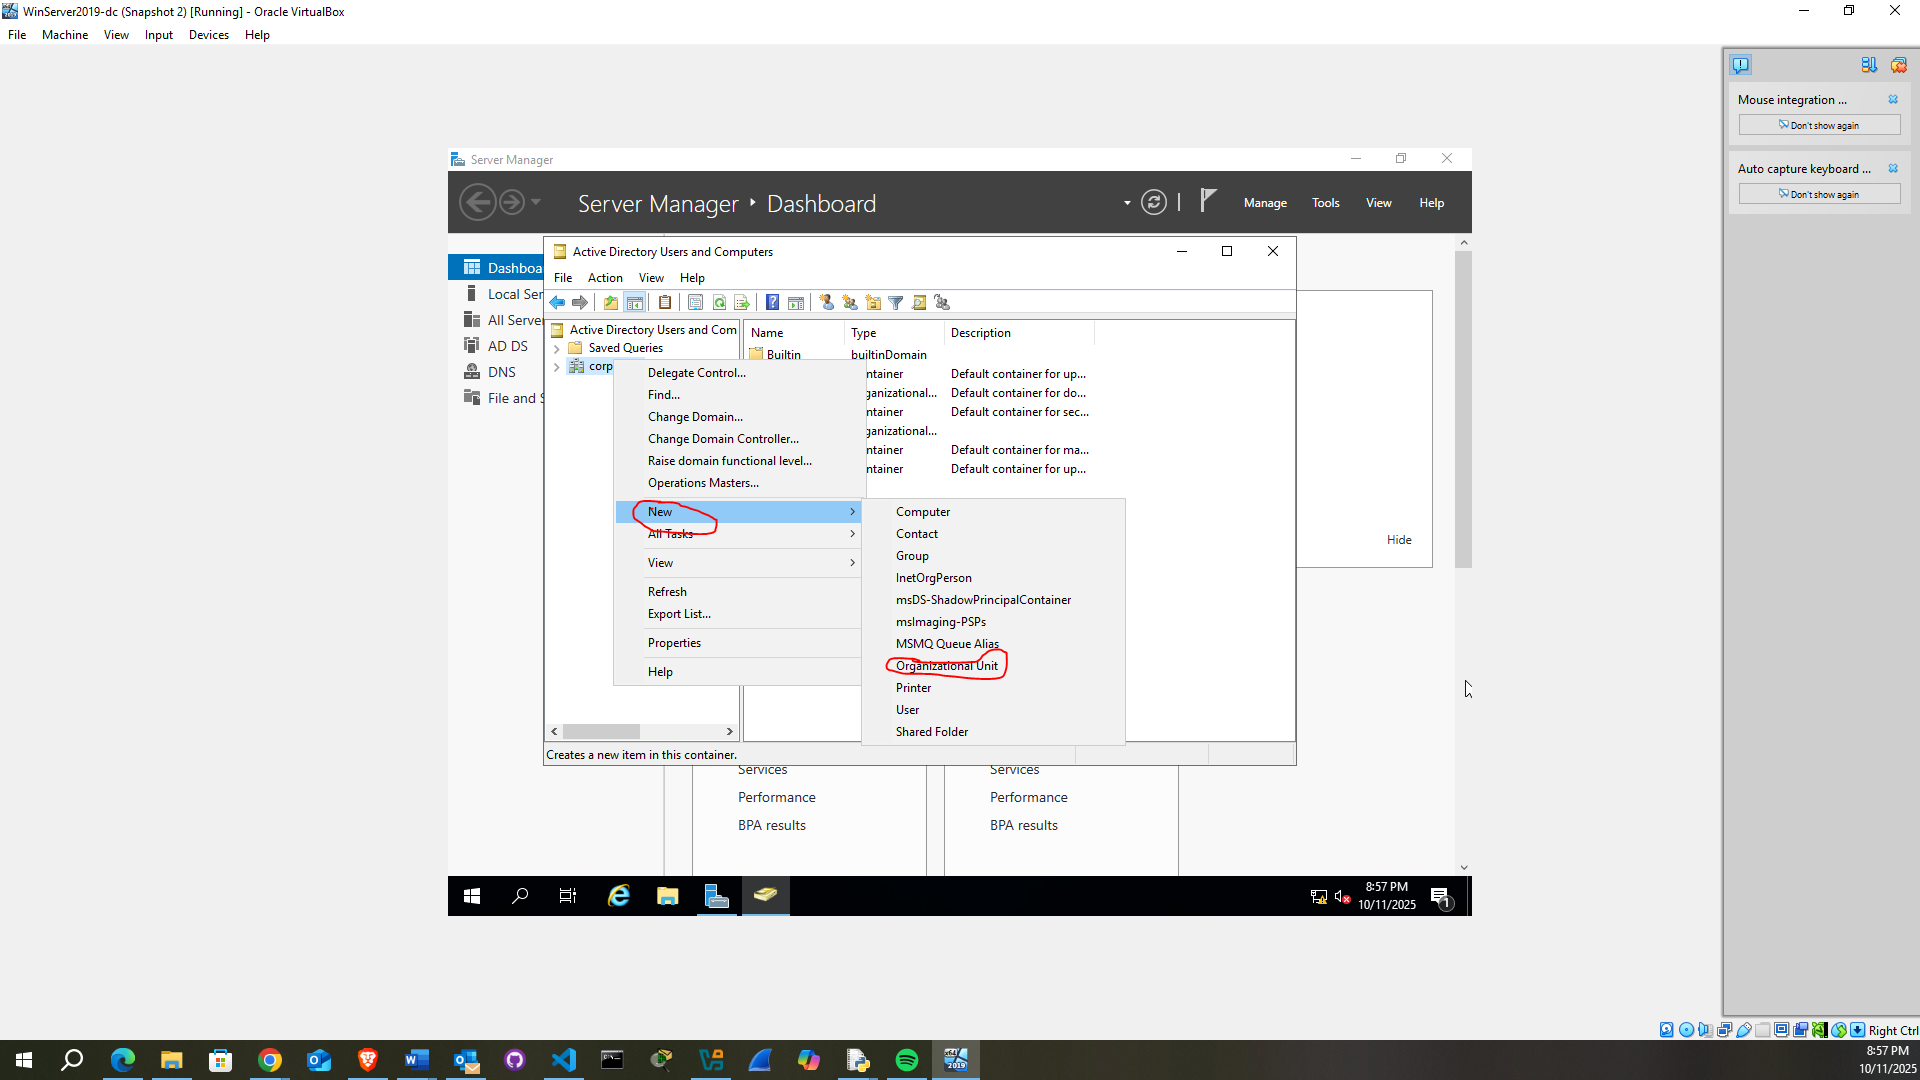 WinServer2019-dc (Snapshot 2) [Running] - Oracle VirtualBox
File Machine View Input Devices Help
Mouse integration ...
Don't show again
Auto capture keyboard ...
Don't show again
Server Manager
Server Manager Dashboard
Manage Tools View Help
Dashboa
Local Ser
All Server
AD DS
DNS
File and S
Active Directory Users and Computers
File Action View Help
Active Directory Users and Com
Saved Queries
corp
Name Type Description
Builtin builtinDomain
ntainer Default container for up...
ganizational... Default container for do...
ntainer Default container for sec...
ganizational...
ntainer Default container for ma...
ntainer Default container for up...
Delegate Control...
Find...
Change Domain...
Change Domain Controller...
Raise domain functional level...
Operations Masters...
New
All Tasks
View
Refresh
Export List...
Properties
Help
Computer
Contact
Group
InetOrgPerson
msDS-ShadowPrincipalContainer
msImaging-PSPs
MSMQ Queue Alias
Organizational Unit
Printer
User
Shared Folder
Hide
Creates a new item in this container.
Services Services
Performance Performance
BPA results BPA results
8:57 PM
10/11/2025
1
Right Ctrl
8:57 PM
10/11/2025